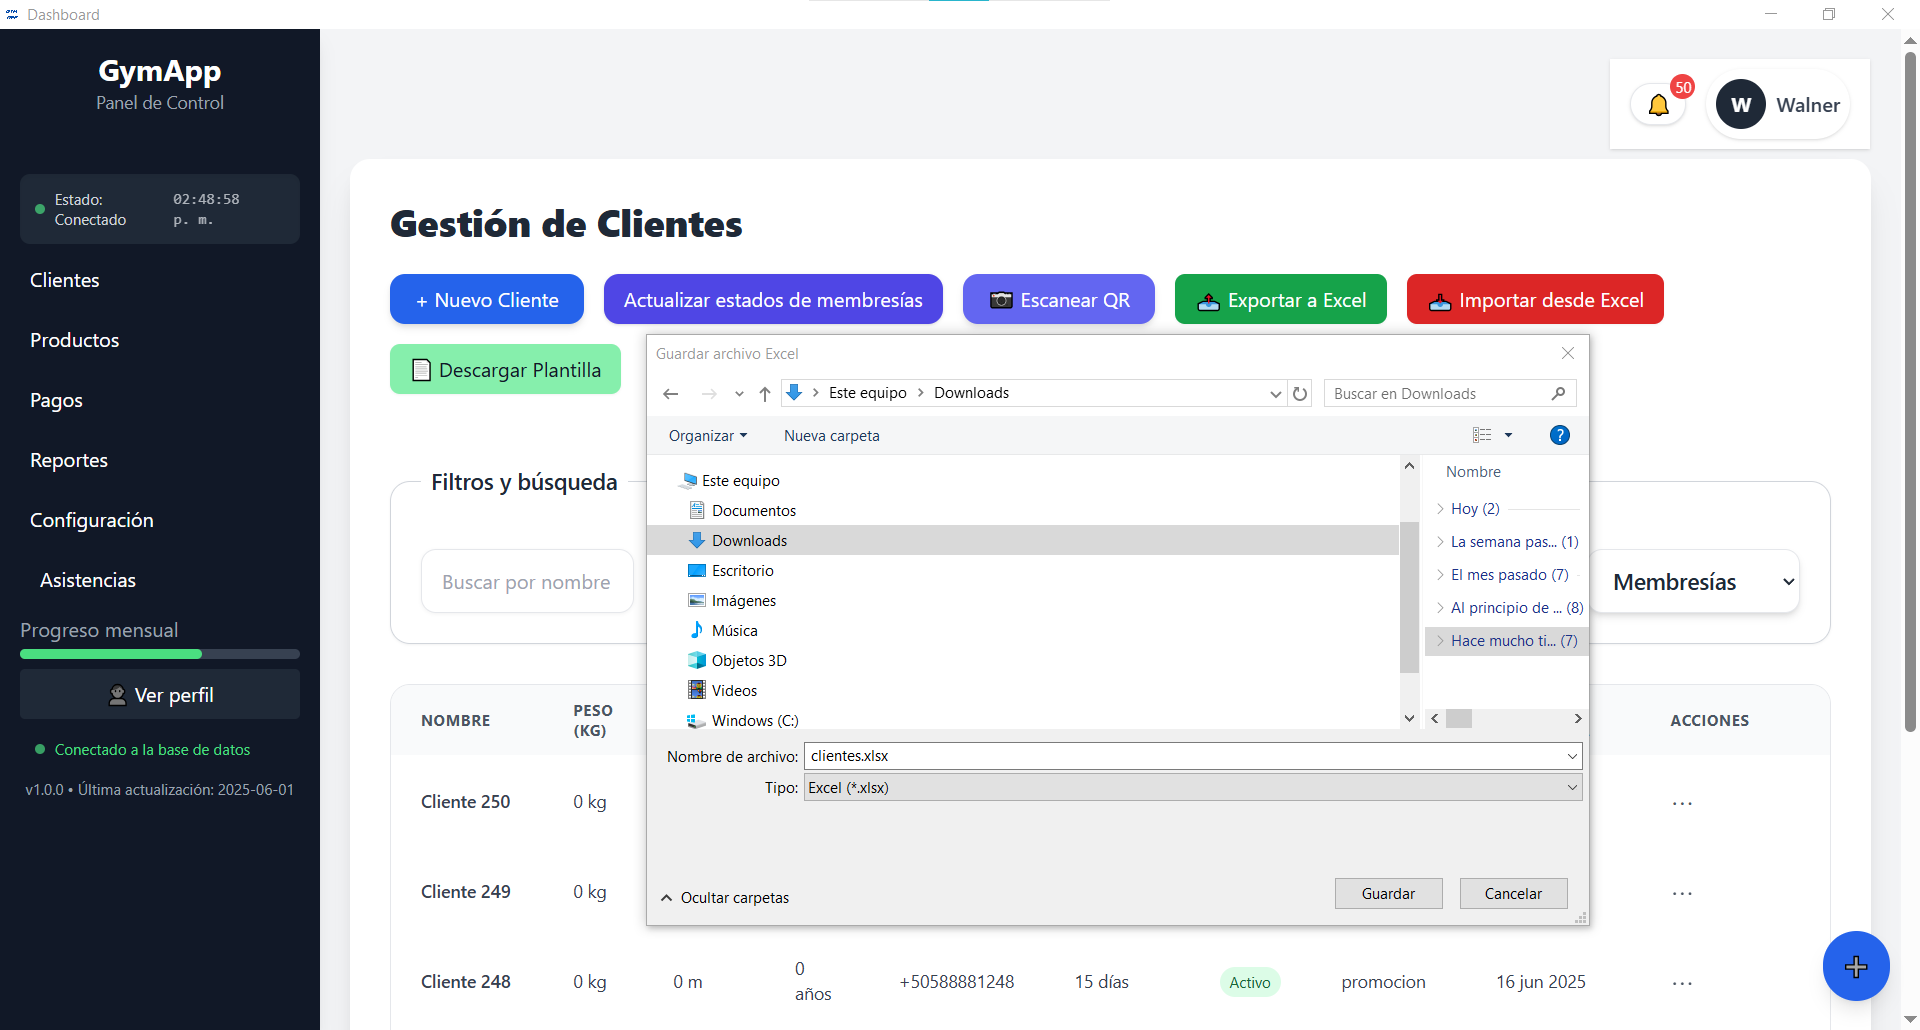 Dashboard
GymApp
Panel de Control
Estado:
Conectado
02:48:58
p. m.
Clientes
Productos
Pagos
Reportes
Configuración
Asistencias
Progreso mensual
Ver perfil
Conectado a la base de datos
v1.0.0 • Última actualización: 2025-06-01
50
W
Walner
Gestión de Clientes
+ Nuevo Cliente
Actualizar estados de membresías
Escanear QR
Exportar a Excel
Importar desde Excel
Descargar Plantilla
Filtros y búsqueda
Buscar por nombre
Membresías
NOMBRE
PESO
(KG)
ACCIONES
Cliente 250
0 kg
...
Cliente 249
0 kg
...
Cliente 248
0 kg
0 m
0
años
+50588881248
15 días
Activo
promocion
16 jun 2025
...
+
Guardar archivo Excel
Este equipo
Downloads
Buscar en Downloads
Organizar
Nueva carpeta
?
Este equipo
Documentos
Downloads
Escritorio
Imágenes
Música
Objetos 3D
Videos
Windows (C:)
Nombre
Hoy (2)
La semana pas... (1)
El mes pasado (7)
Al principio de ... (8)
Hace mucho ti... (7)
Nombre de archivo:
clientes.xlsx
Tipo:
Excel (*.xlsx)
Ocultar carpetas
Guardar
Cancelar